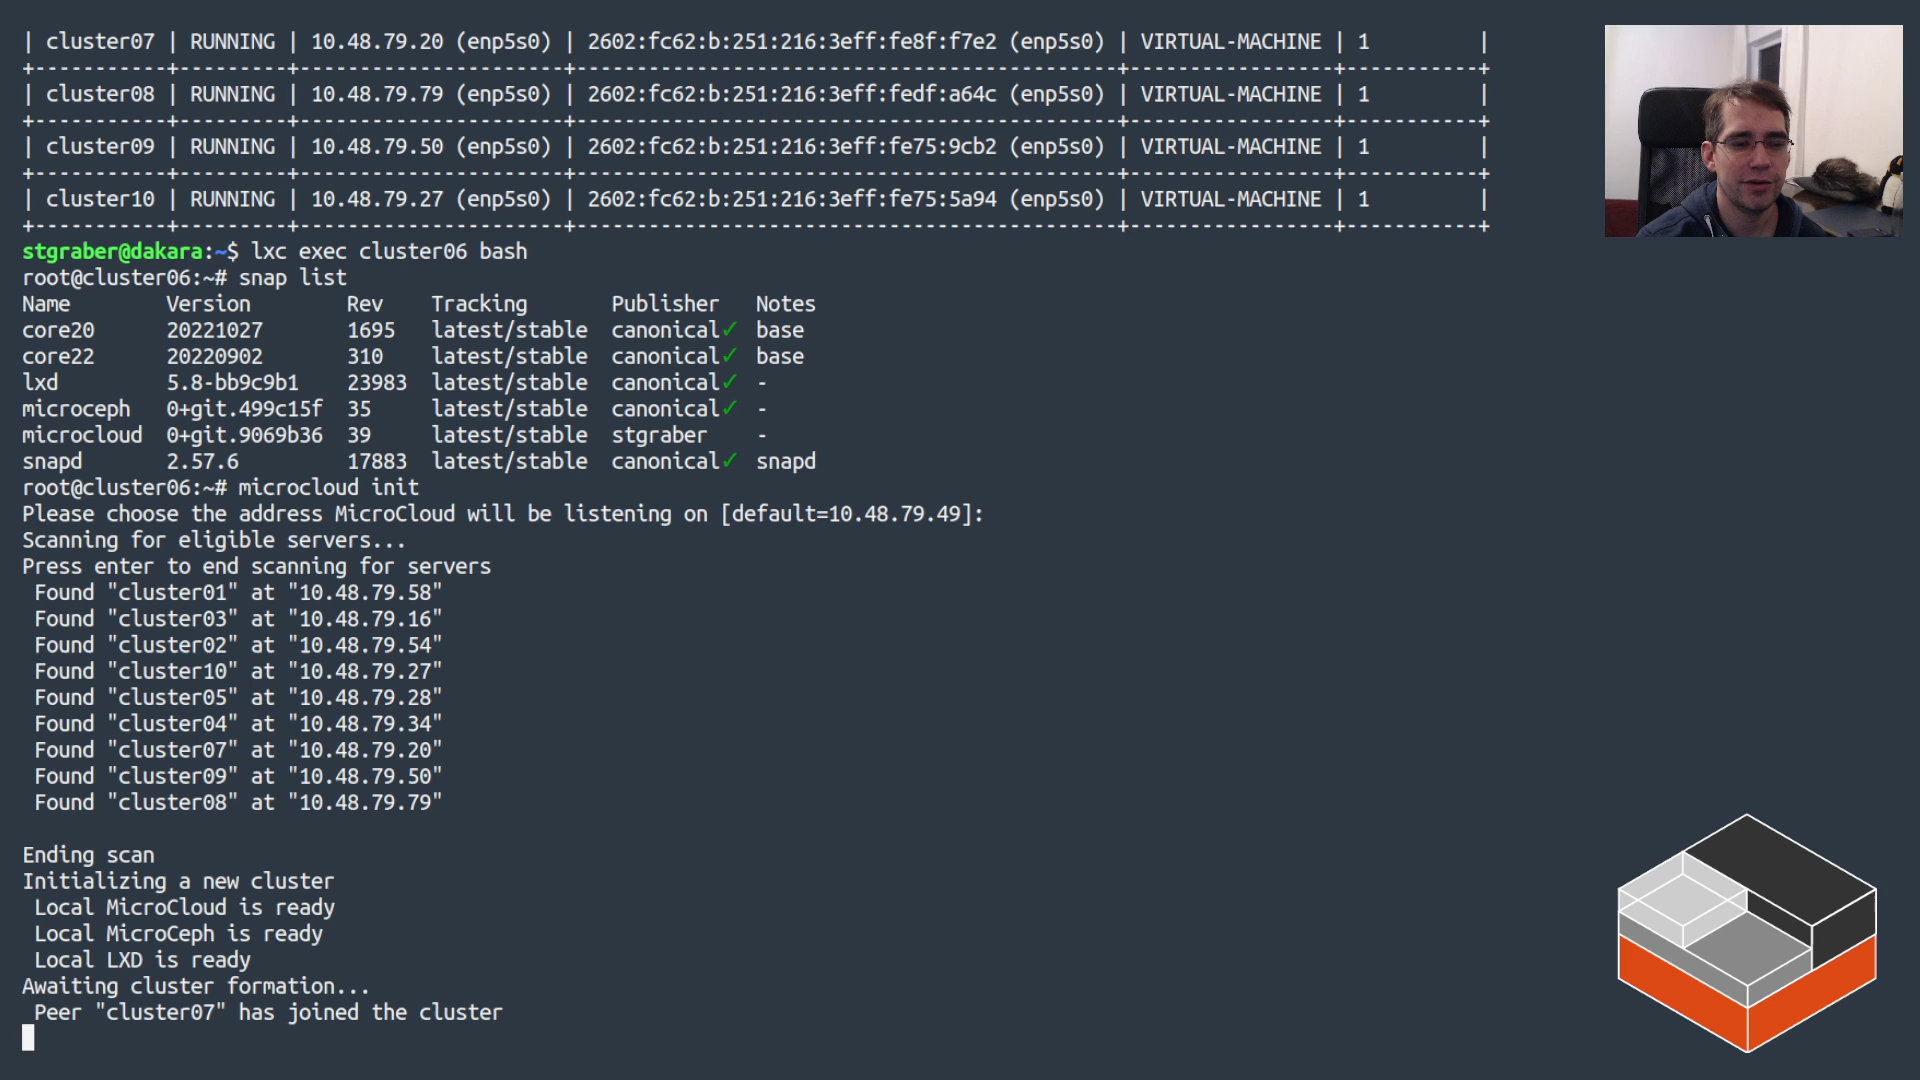 | cluster07 | RUNNING | 10.48.79.20 (enp5s0) | 2602:fc62:b:251:216:3eff:fe8f:f7e2 (enp5s0) | VIRTUAL-MACHINE | 1         |
+-----------+---------+----------------------+---------------------------------------------+-----------------+-----------+
| cluster08 | RUNNING | 10.48.79.79 (enp5s0) | 2602:fc62:b:251:216:3eff:fedf:a64c (enp5s0) | VIRTUAL-MACHINE | 1         |
+-----------+---------+----------------------+---------------------------------------------+-----------------+-----------+
| cluster09 | RUNNING | 10.48.79.50 (enp5s0) | 2602:fc62:b:251:216:3eff:fe75:9cb2 (enp5s0) | VIRTUAL-MACHINE | 1         |
+-----------+---------+----------------------+---------------------------------------------+-----------------+-----------+
| cluster10 | RUNNING | 10.48.79.27 (enp5s0) | 2602:fc62:b:251:216:3eff:fe75:5a94 (enp5s0) | VIRTUAL-MACHINE | 1         |
+-----------+---------+----------------------+---------------------------------------------+-----------------+-----------+
stgraber@dakara:~$ lxc exec cluster06 bash
root@cluster06:~# snap list
Name        Version       Rev    Tracking       Publisher   Notes
core20      20221027      1695   latest/stable  canonical✓  base
core22      20220902      310    latest/stable  canonical✓  base
lxd         5.8-bb9c9b1   23983  latest/stable  canonical✓  -
microceph   0+git.499c15f  35     latest/stable  canonical✓  -
microcloud  0+git.9069b36  39     latest/stable  stgraber    -
snapd       2.57.6        17883  latest/stable  canonical✓  snapd
root@cluster06:~# microcloud init
Please choose the address MicroCloud will be listening on [default=10.48.79.49]:
Scanning for eligible servers...
Press enter to end scanning for servers
 Found "cluster01" at "10.48.79.58"
 Found "cluster03" at "10.48.79.16"
 Found "cluster02" at "10.48.79.54"
 Found "cluster10" at "10.48.79.27"
 Found "cluster05" at "10.48.79.28"
 Found "cluster04" at "10.48.79.34"
 Found "cluster07" at "10.48.79.20"
 Found "cluster09" at "10.48.79.50"
 Found "cluster08" at "10.48.79.79"
Ending scan
Initializing a new cluster
 Local MicroCloud is ready
 Local MicroCeph is ready
 Local LXD is ready
Awaiting cluster formation...
 Peer "cluster07" has joined the cluster